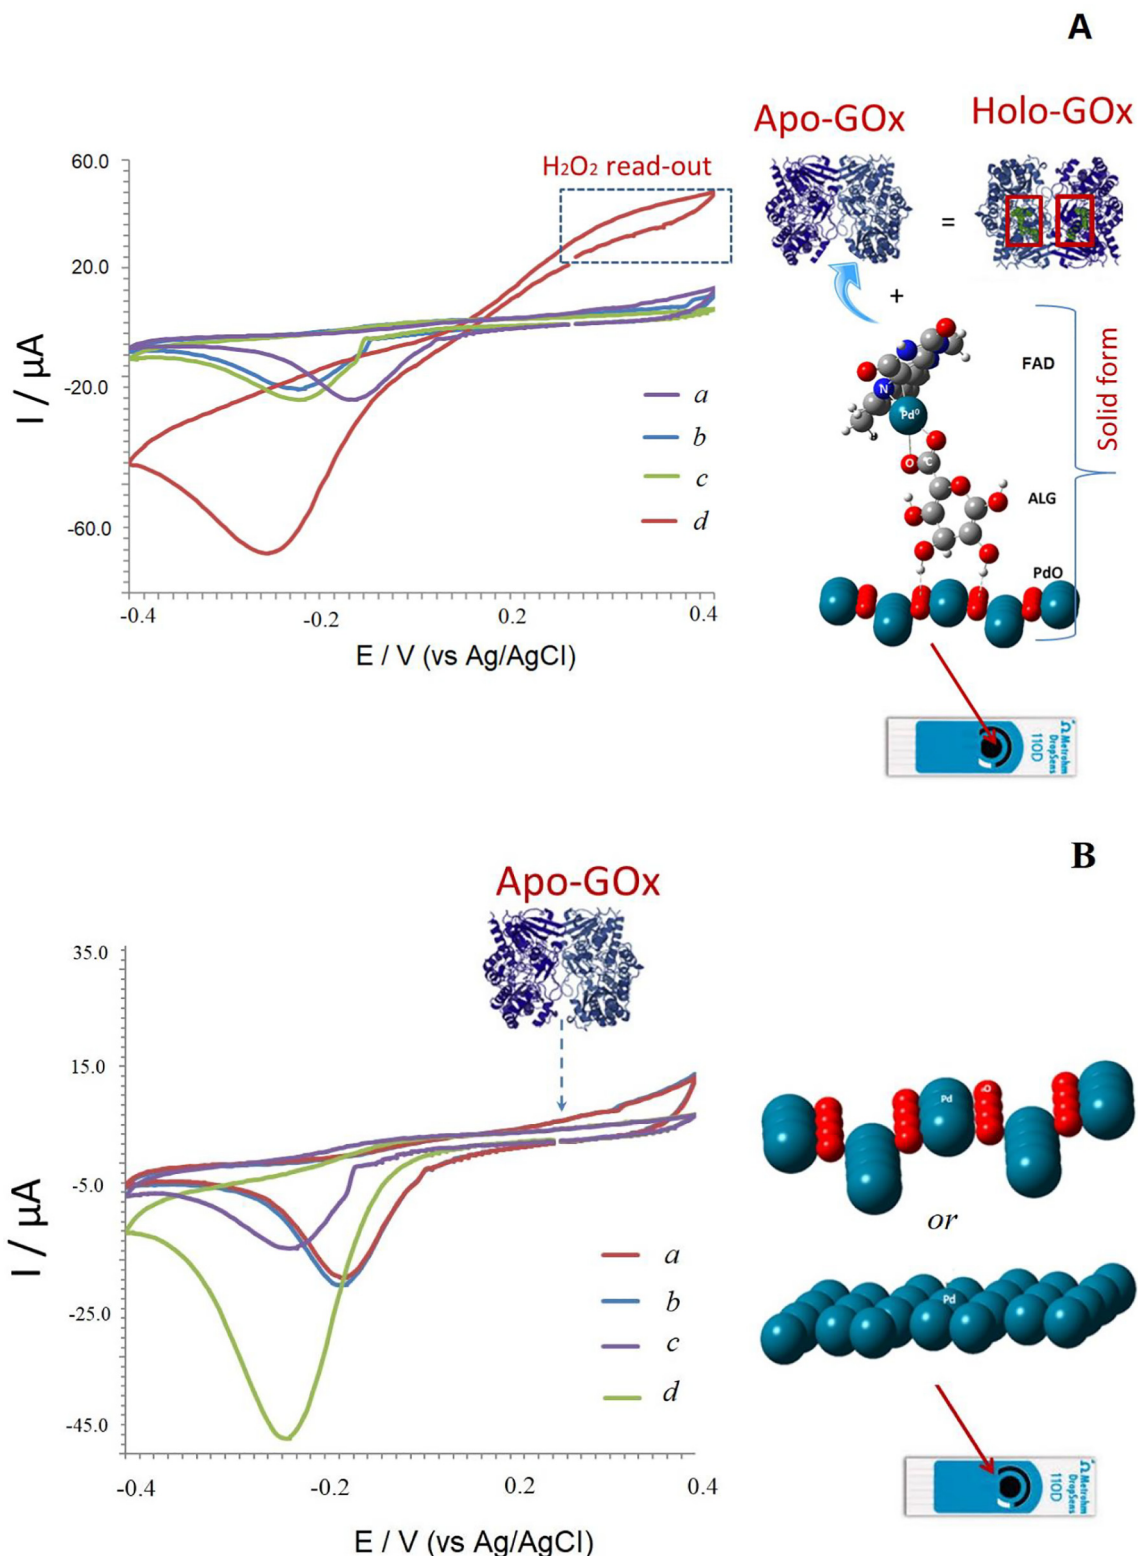 A
Apo-GOx
Holo-GOx
H₂O₂ read-out
60.0
20.0
-20.0
-60.0
I / µA
a
b
c
d
-0.4
-0.2
0.2
0.4
E / V (vs Ag/AgCl)
=
+
FAD
N
Pd⁰
O
C
ALG
PdO
Solid form
Metrohm
DropSens
110D
B
Apo-GOx
35.0
15.0
-5.0
-25.0
-45.0
I / µA
a
b
c
d
-0.4
-0.2
0.2
0.4
E / V (vs Ag/AgCl)
Pd
O
or
Pd
Metrohm
DropSens
110D